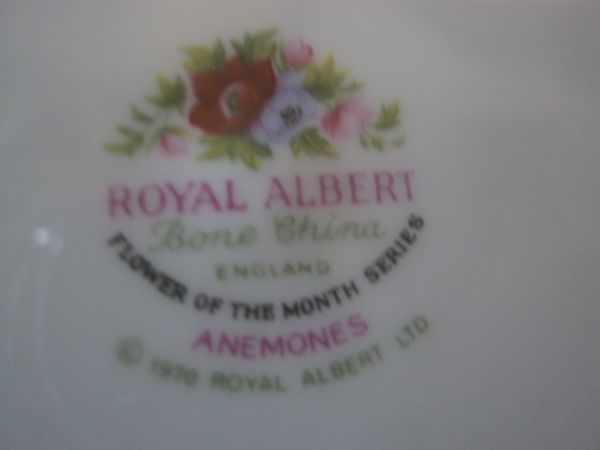 ROYAL ALBERT
Bone China
ENGLAND
FLOWER OF THE MONTH SERIES
ANEMONES
© 1970 ROYAL ALBERT LTD